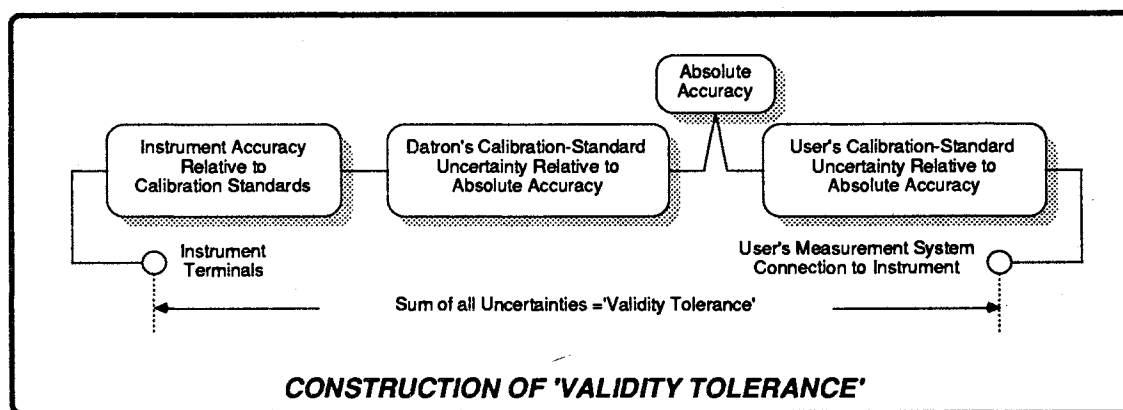 Absolute
Accuracy
Instrument Accuracy
Relative to
Calibration Standards
Datron's Calibration-Standard
Uncertainty Relative to
Absolute Accuracy
User's Calibration-Standard
Uncertainty Relative to
Absolute Accuracy
Instrument
Terminals
User's Measurement System
Connection to Instrument
Sum of all Uncertainties ='Validity Tolerance'
CONSTRUCTION OF 'VALIDITY TOLERANCE'